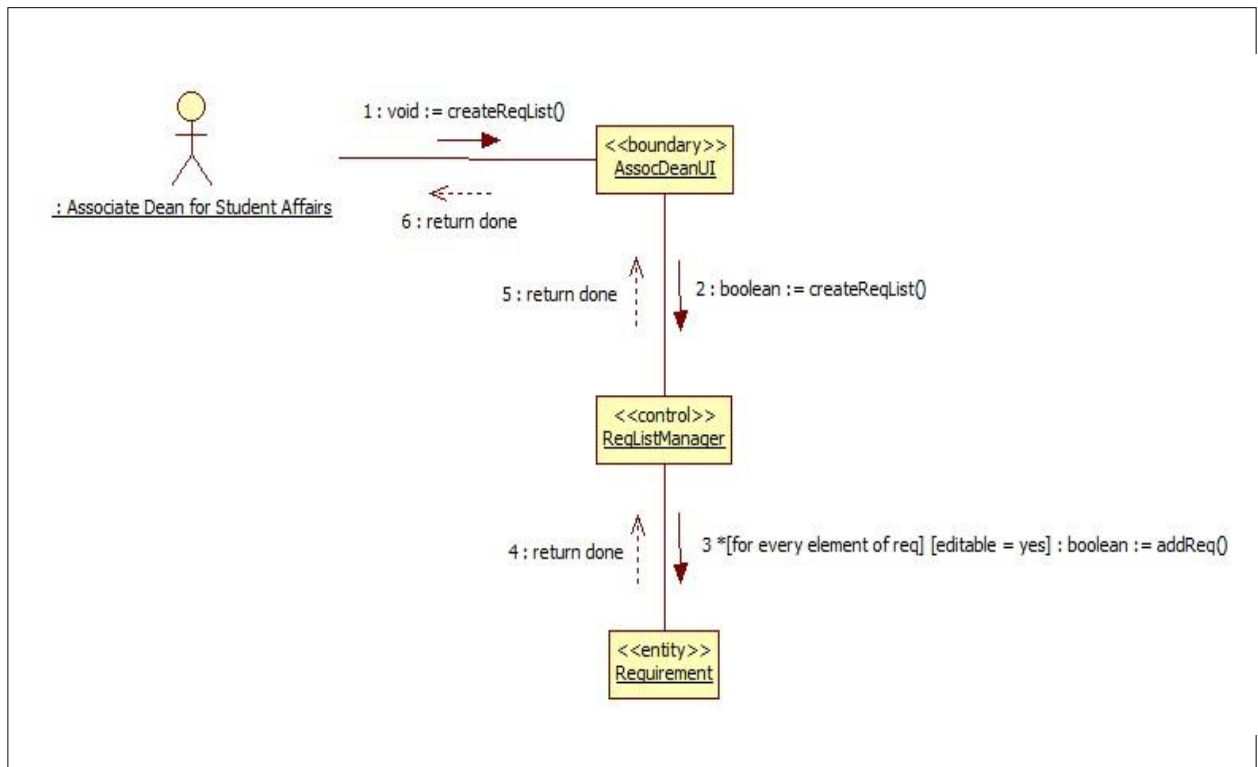 1 : void := createReqList()
<<boundary>>
AssocDeanUI
: Associate Dean for Student Affairs
6 : return done
5 : return done
2 : boolean := createReqList()
<<control>>
ReqListManager
4 : return done
3 *[for every element of req] [editable = yes] : boolean := addReq()
<<entity>>
Requirement